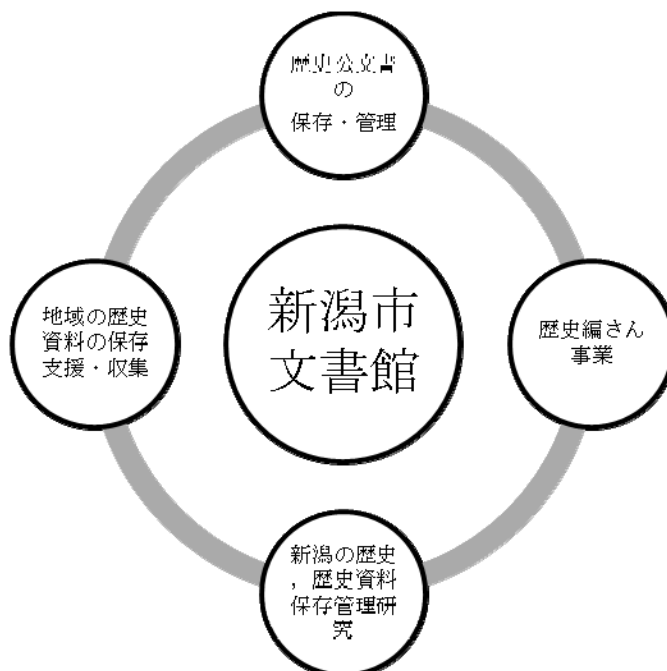 歴史公文書
の
保存・管理
新潟市
文書館
地域の歴史
資料の保存
支援・収集
歴史編さん
事業
新潟の歴史
，歴史資料
保存管理研
究